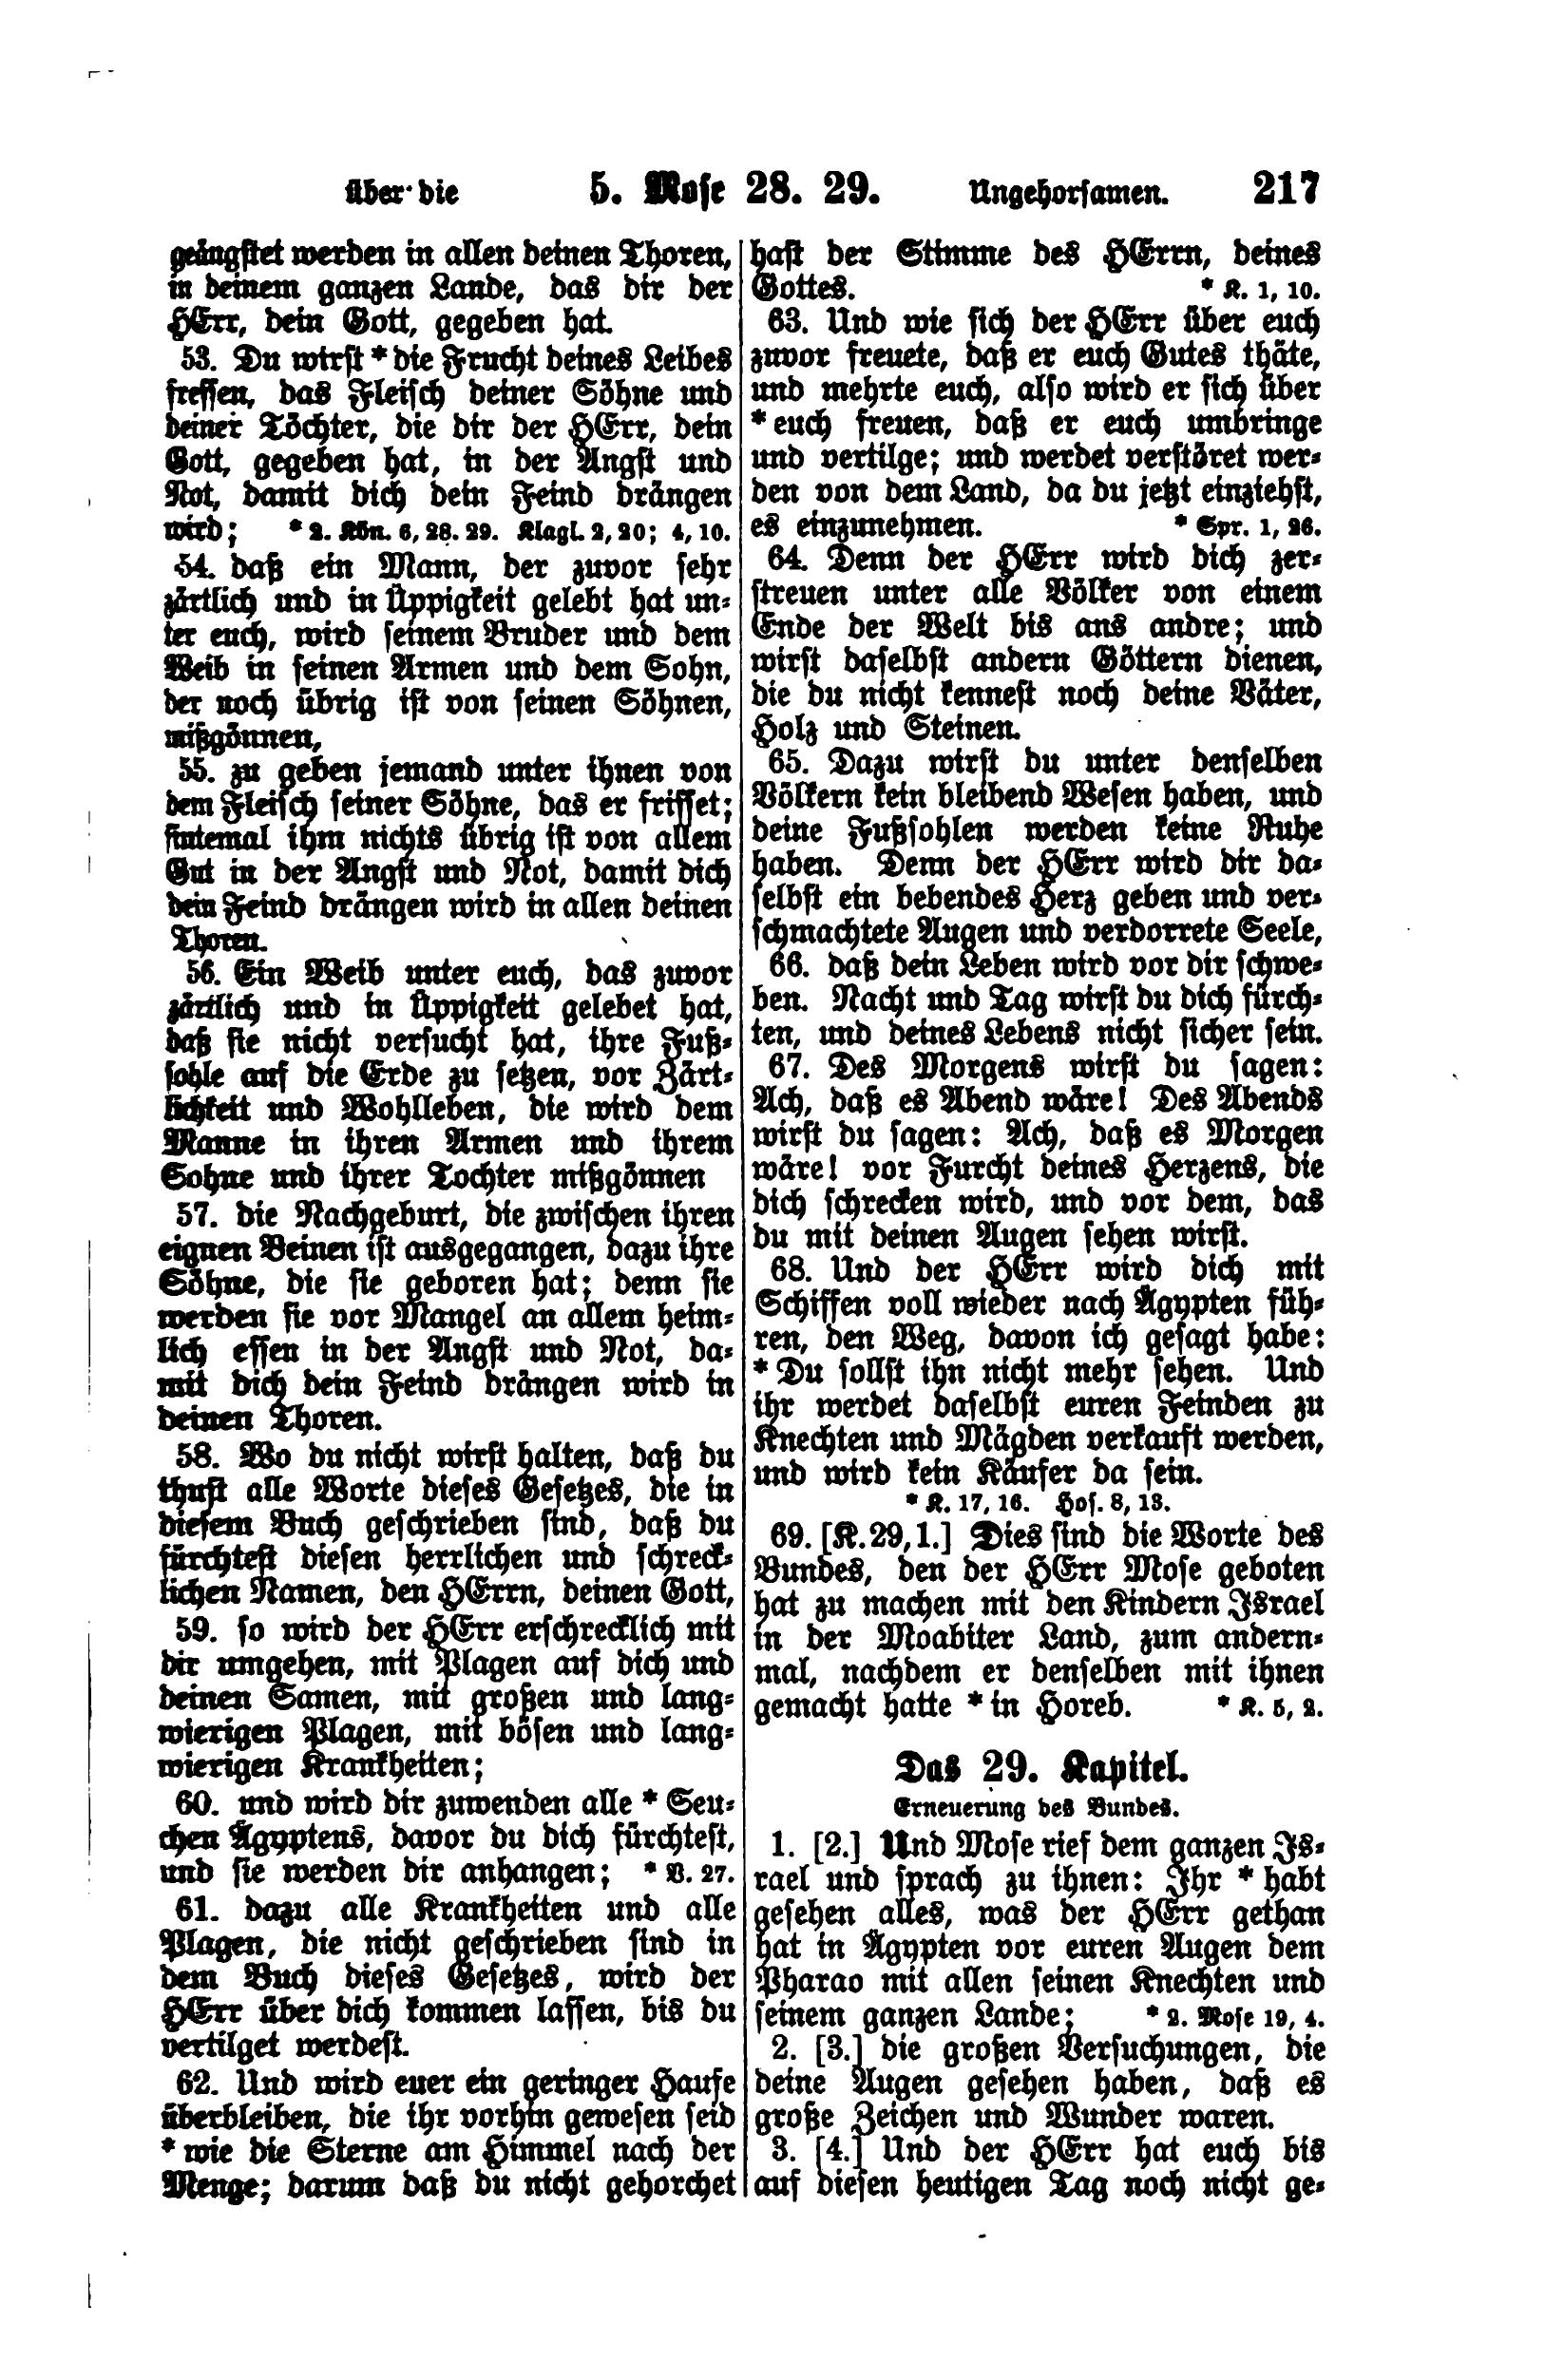 über die 5. Mose 28. 29. Ungehorsamen. 217
geängstet werden in allen deinen Thoren,
in deinem ganzen Lande, das dir der
HErr, dein Gott, gegeben hat.
53. Du wirst * die Frucht deines Leibes
fressen, das Fleisch deiner Söhne und
deiner Töchter, die dir der HErr, dein
Gott, gegeben hat, in der Angst und
Not, damit dich dein Feind drängen
wird; * 2. Kön. 6, 28. 29. Klagl. 2, 20; 4, 10.
54. daß ein Mann, der zuvor sehr
zärtlich und in Üppigkeit gelebt hat un-
ter euch, wird seinem Bruder und dem
Weib in seinen Armen und dem Sohn,
der noch übrig ist von seinen Söhnen,
mißgönnen,
55. zu geben jemand unter ihnen von
dem Fleisch seiner Söhne, das er frisset;
sintemal ihm nichts übrig ist von allem
Gut in der Angst und Not, damit dich
dein Feind drängen wird in allen deinen
Thoren.
56. Ein Weib unter euch, das zuvor
zärtlich und in Üppigkeit gelebet hat,
daß sie nicht versucht hat, ihre Fuß-
sohle auf die Erde zu setzen, vor Zärt-
lichkeit und Wohlleben, die wird dem
Manne in ihren Armen und ihrem
Sohne und ihrer Tochter mißgönnen
57. die Nachgeburt, die zwischen ihren
eignen Beinen ist ausgegangen, dazu ihre
Söhne, die sie geboren hat; denn sie
werden sie vor Mangel an allem heim-
lich essen in der Angst und Not, da-
mit dich dein Feind drängen wird in
deinen Thoren.
58. Wo du nicht wirst halten, daß du
thust alle Worte dieses Gesetzes, die in
diesem Buch geschrieben sind, daß du
fürchtest diesen herrlichen und schreck-
lichen Namen, den HErrn, deinen Gott,
59. so wird der HErr erschrecklich mit
dir umgehen, mit Plagen auf dich und
deinen Samen, mit großen und lang-
wierigen Plagen, mit bösen und lang-
wierigen Krankheiten;
60. und wird dir zuwenden alle * Seu-
chen Ägyptens, davor du dich fürchtest,
und sie werden dir anhangen; * V. 27.
61. dazu alle Krankheiten und alle
Plagen, die nicht geschrieben sind in
dem Buch dieses Gesetzes, wird der
HErr über dich kommen lassen, bis du
vertilget werdest.
62. Und wird euer ein geringer Haufe
überbleiben, die ihr vorhin gewesen seid
* wie die Sterne am Himmel nach der
Menge; darum daß du nicht gehorchet
hast der Stimme des HErrn, deines
Gottes. * K. 1, 10.
63. Und wie sich der HErr über euch
zuvor freuete, daß er euch Gutes thäte,
und mehrte euch, also wird er sich über
* euch freuen, daß er euch umbringe
und vertilge; und werdet verstöret wer-
den von dem Land, da du jetzt einziehst,
es einzunehmen. * Spr. 1, 26.
64. Denn der HErr wird dich zer-
streuen unter alle Völker von einem
Ende der Welt bis ans andre; und
wirst daselbst andern Göttern dienen,
die du nicht kennest noch deine Väter,
Holz und Steinen.
65. Dazu wirst du unter denselben
Völkern kein bleibend Wesen haben, und
deine Fußsohlen werden keine Ruhe
haben. Denn der HErr wird dir da-
selbst ein bebendes Herz geben und ver-
schmachtete Augen und verdorrete Seele,
66. daß dein Leben wird vor dir schwe-
ben. Nacht und Tag wirst du dich fürch-
ten, und deines Lebens nicht sicher sein.
67. Des Morgens wirst du sagen:
Ach, daß es Abend wäre! Des Abends
wirst du sagen: Ach, daß es Morgen
wäre! vor Furcht deines Herzens, die
dich schrecken wird, und vor dem, das
du mit deinen Augen sehen wirst.
68. Und der HErr wird dich mit
Schiffen voll wieder nach Ägypten füh-
ren, den Weg, davon ich gesagt habe:
* Du sollst ihn nicht mehr sehen. Und
ihr werdet daselbst euren Feinden zu
Knechten und Mägden verkauft werden,
und wird kein Käufer da sein.
* K. 17, 16. Hos. 8, 13.
69. [K. 29, 1.] Dies sind die Worte des
Bundes, den der HErr Mose geboten
hat zu machen mit den Kindern Israel
in der Moabiter Land, zum andern-
mal, nachdem er denselben mit ihnen
gemacht hatte * in Horeb. * K. 5, 2.
Das 29. Kapitel.
Erneuerung des Bundes.
1. [2.] Und Mose rief dem ganzen Is-
rael und sprach zu ihnen: Ihr * habt
gesehen alles, was der HErr gethan
hat in Ägypten vor euren Augen dem
Pharao mit allen seinen Knechten und
seinem ganzen Lande; * 2. Mose 19, 4.
2. [3.] die großen Versuchungen, die
deine Augen gesehen haben, daß es
große Zeichen und Wunder waren.
3. [4.] Und der HErr hat euch bis
auf diesen heutigen Tag noch nicht ge-